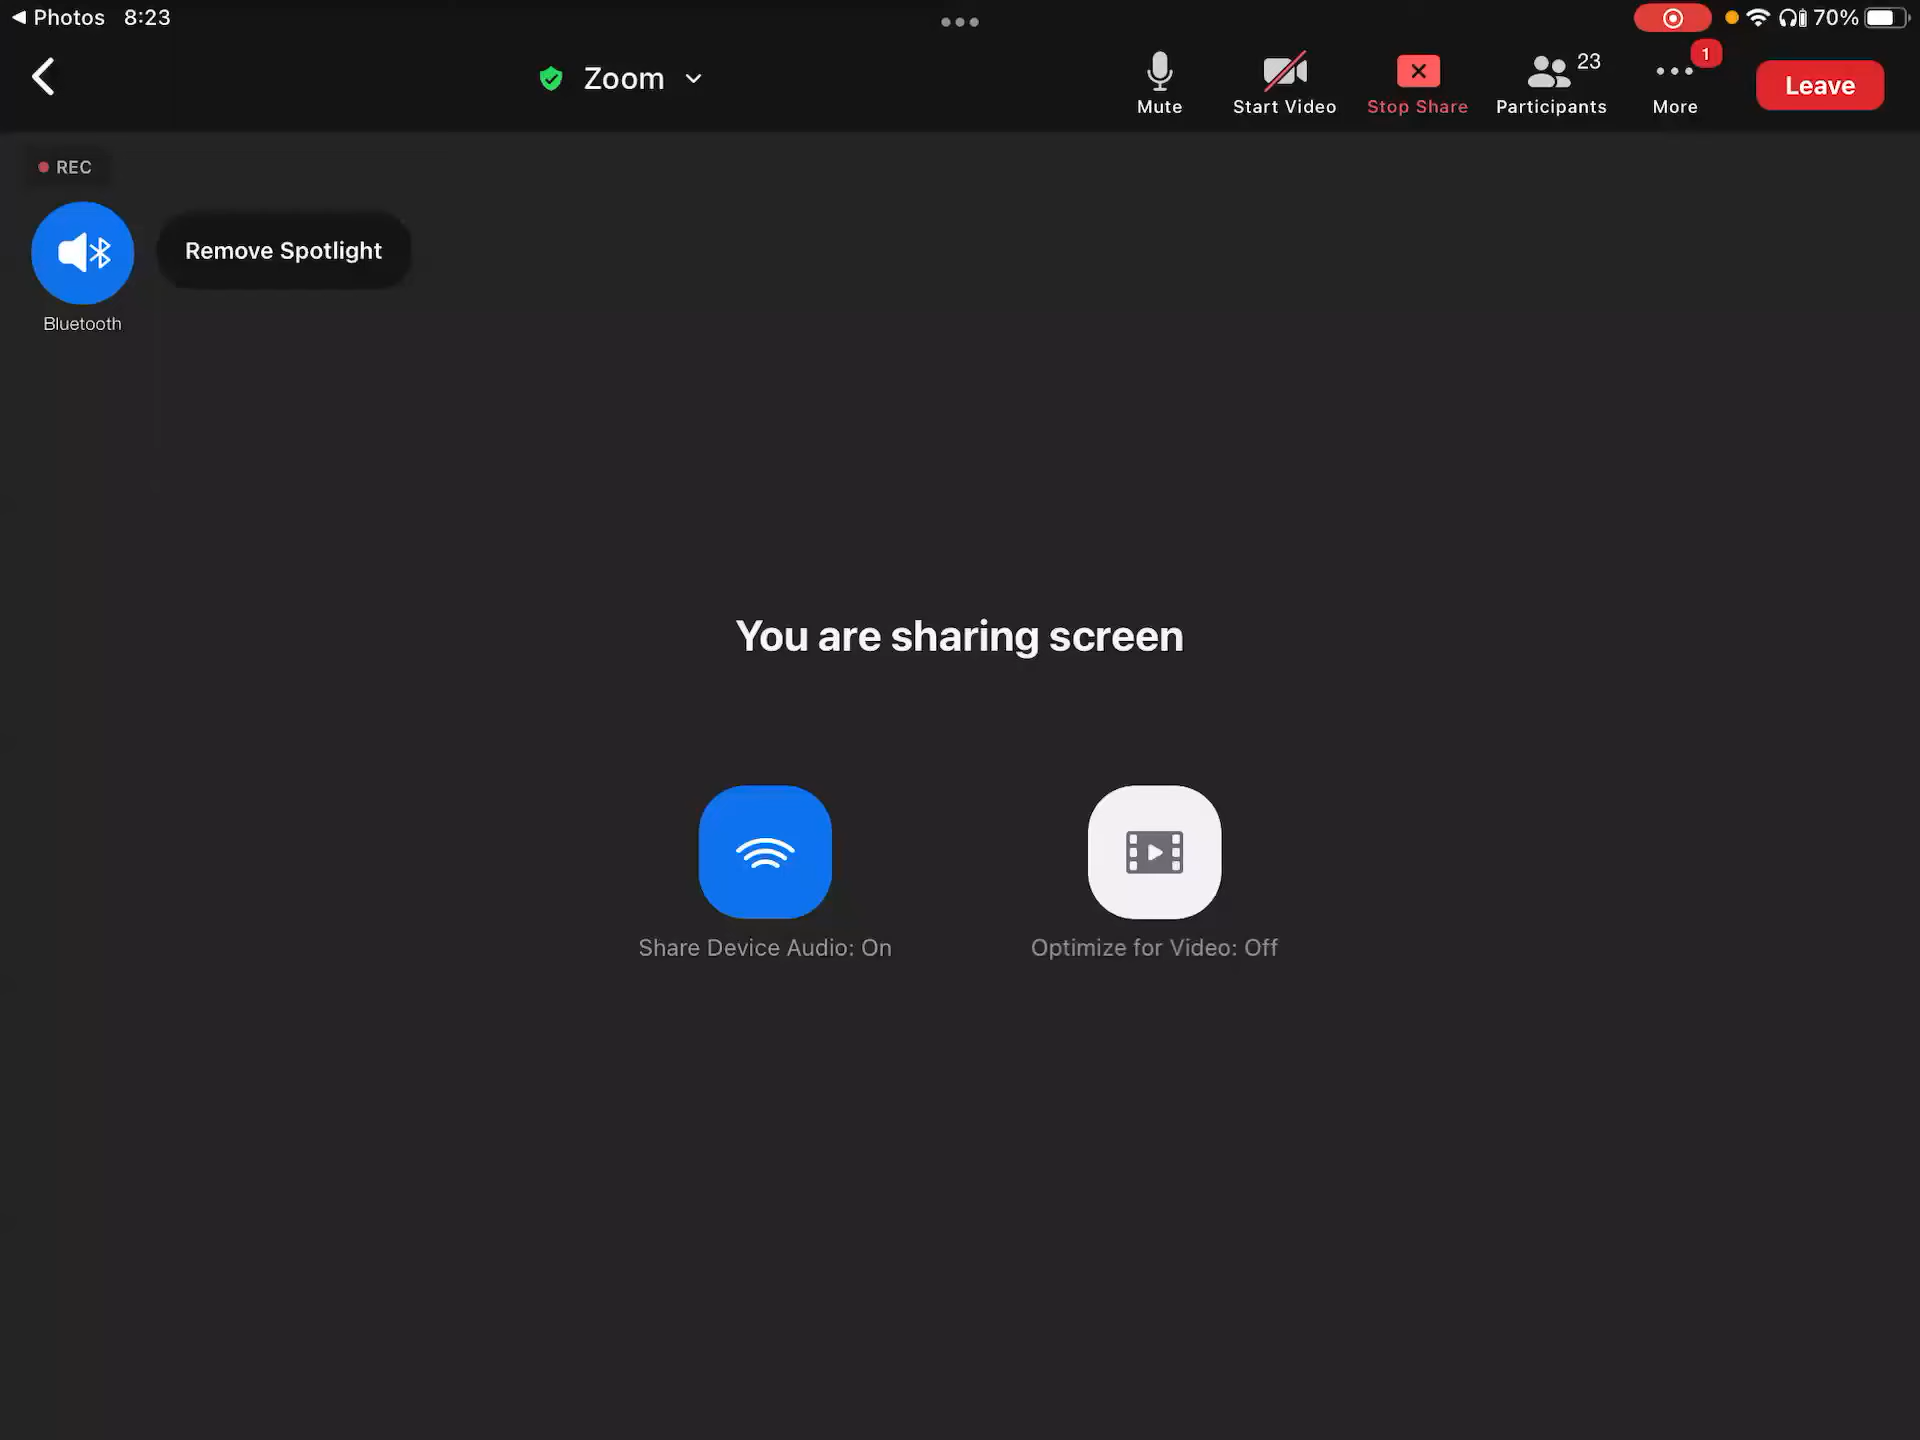 Photos 8:23
70%
Zoom
Mute
Start Video
Stop Share
23
Participants
1
More
Leave
REC
Remove Spotlight
Bluetooth
You are sharing screen
Share Device Audio: On
Optimize for Video: Off